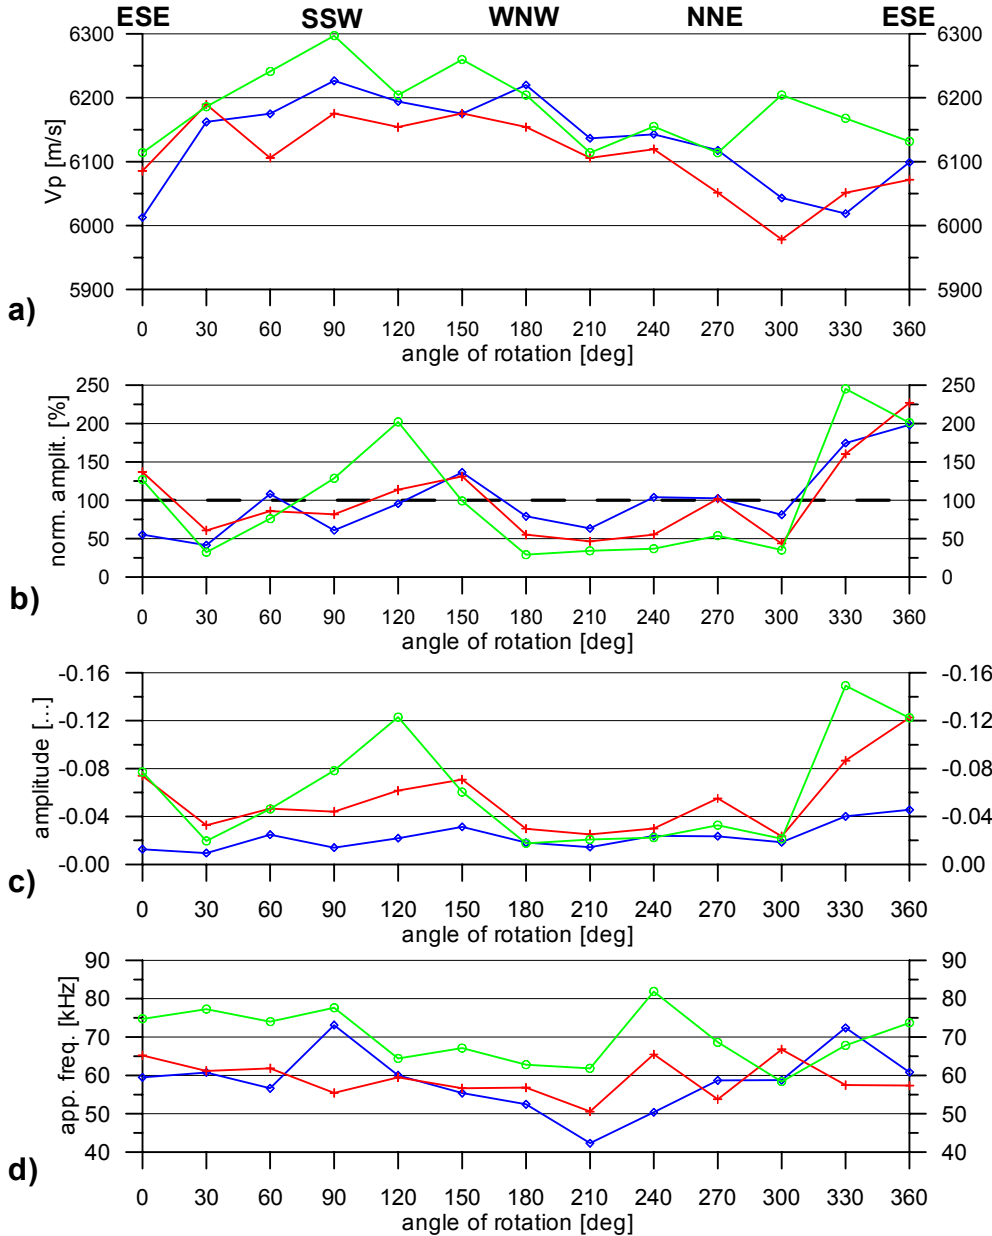 ESE SSW WNW NNE ESE
6300 6300
6200 6200
6100 6100
6000 6000
5900 5900
Vp [m/s]
a)
0 30 60 90 120 150 180 210 240 270 300 330 360
angle of rotation [deg]
250 250
200 200
150 150
100 100
50 50
0 0
norm. amplit. [%]
b)
0 30 60 90 120 150 180 210 240 270 300 330 360
angle of rotation [deg]
-0.16 -0.16
-0.12 -0.12
-0.08 -0.08
-0.04 -0.04
-0.00 0.00
amplitude [...]
c)
0 30 60 90 120 150 180 210 240 270 300 330 360
angle of rotation [deg]
90 90
80 80
70 70
60 60
50 50
40 40
app. freq. [kHz]
d)
0 30 60 90 120 150 180 210 240 270 300 330 360
angle of rotation [deg]